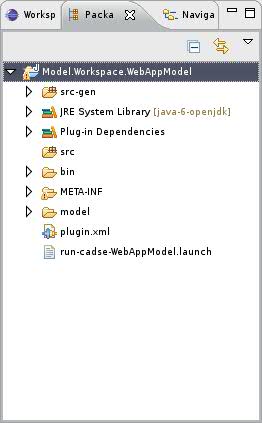 Worksp Packa Naviga
Model.Workspace.WebAppModel
src-gen
JRE System Library [java-6-openjdk]
Plug-in Dependencies
src
bin
META-INF
model
plugin.xml
run-cadse-WebAppModel.launch